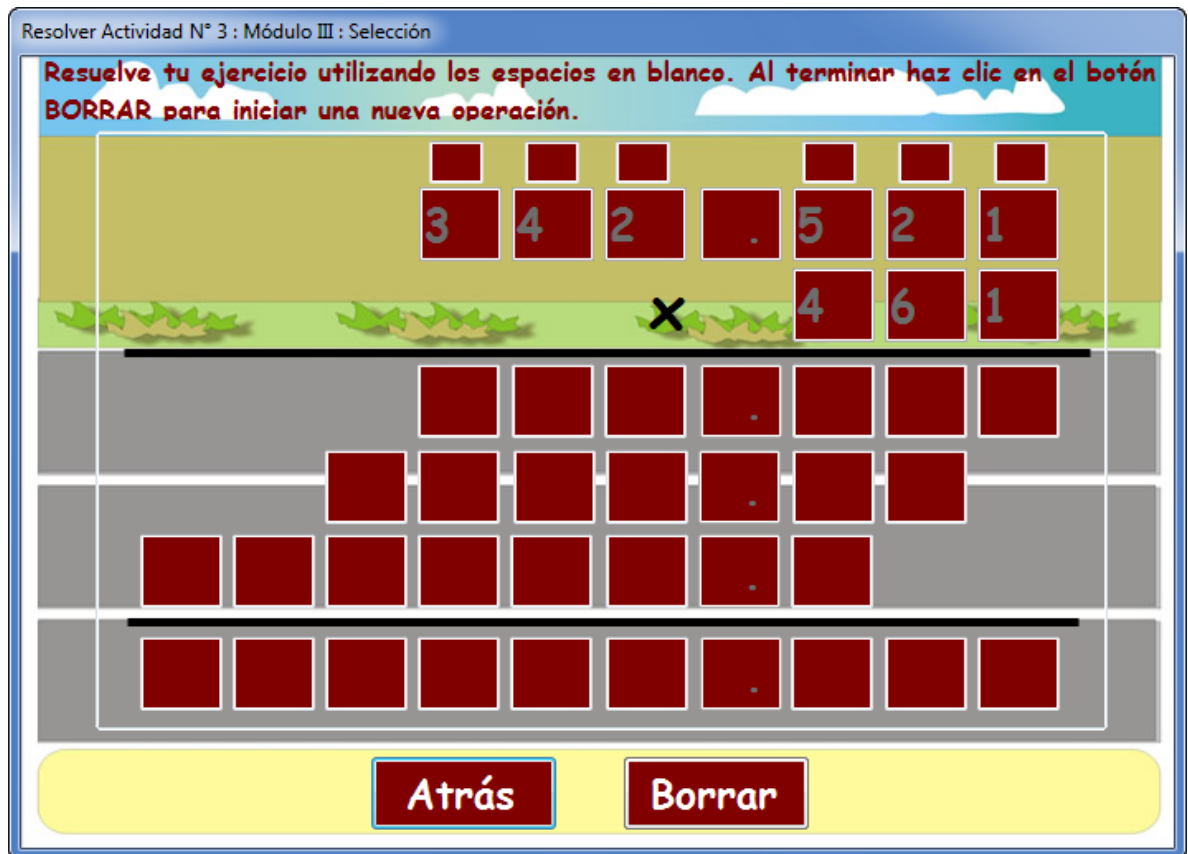 Resolver Actividad N° 3 : Módulo III : Selección
Resuelve tu ejercicio utilizando los espacios en blanco. Al terminar haz clic en el botón
BORRAR para iniciar una nueva operación.
3 4 2 . 5 2 1
× 4 6 1
.
.
.
.
Atrás Borrar